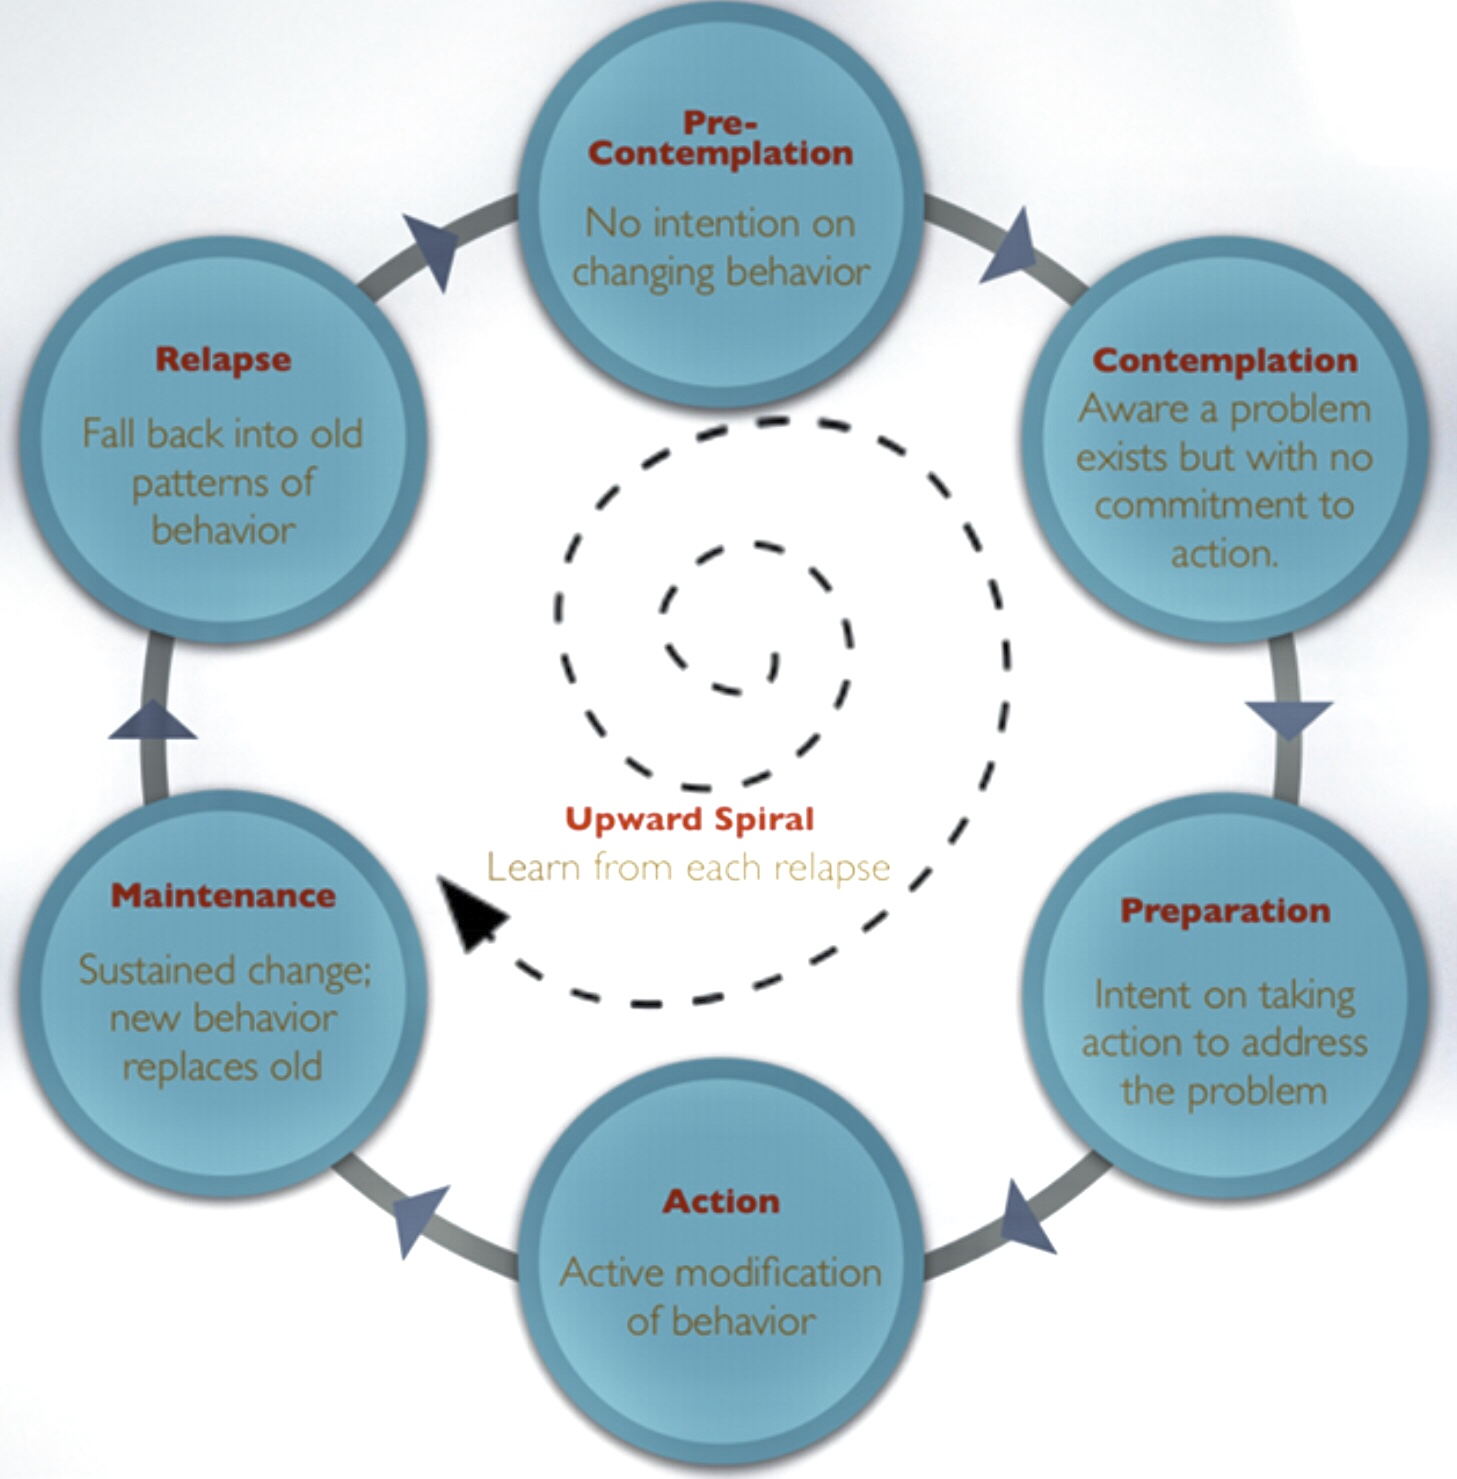 Pre-
Contemplation
No intention on
changing behavior
Contemplation
Aware a problem
exists but with no
commitment to
action.
Preparation
Intent on taking
action to address
the problem
Action
Active modification
of behavior
Maintenance
Sustained change;
new behavior
replaces old
Relapse
Fall back into old
patterns of
behavior
Upward Spiral
Learn from each relapse